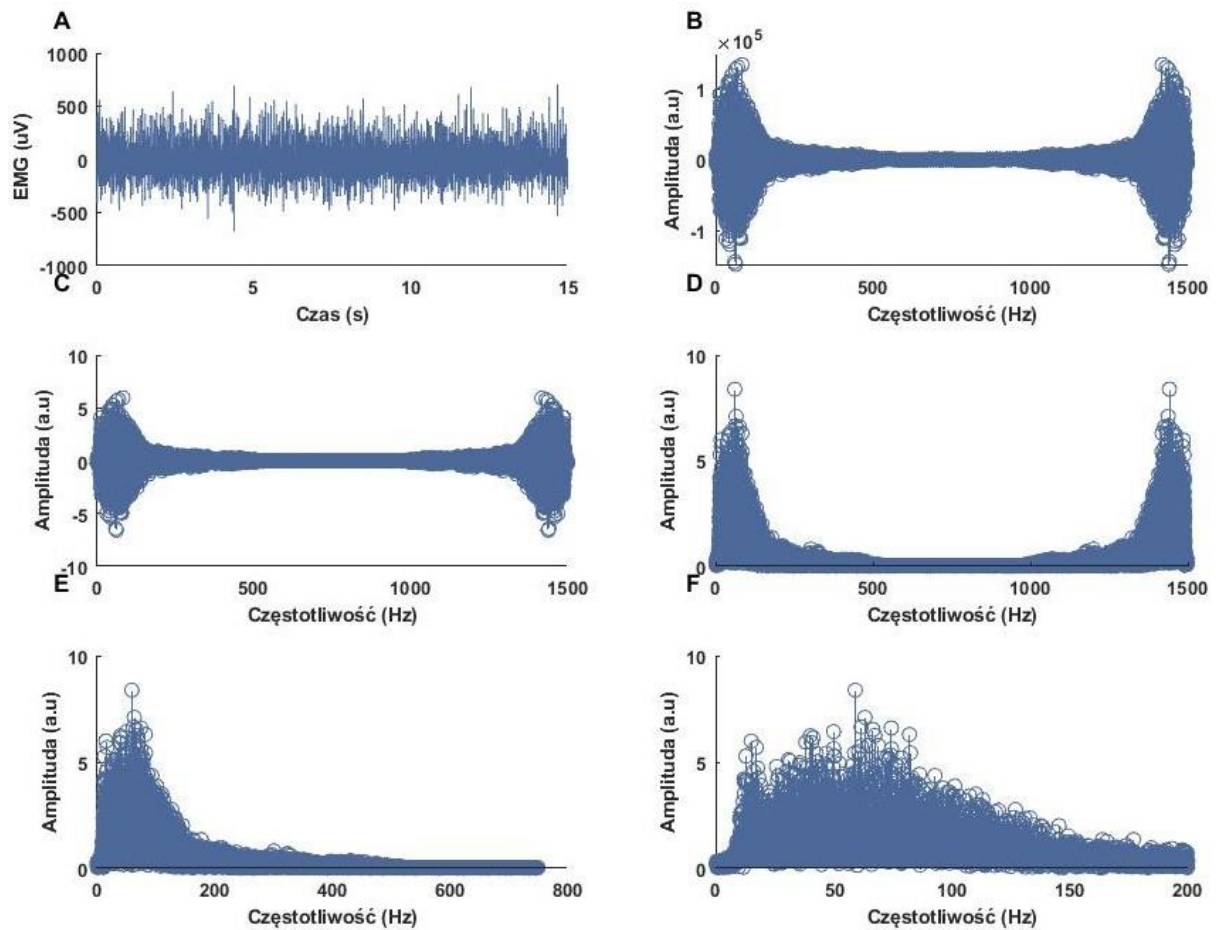 A
EMG (uV)
1000
500
0
-500
-1000
0 5 10 15
Czas (s)
B
×10^5
Amplituda (a.u)
1
0
-1
0 500 1000 1500
Częstotliwość (Hz)
C
Amplituda (a.u)
10
5
0
-5
-10
0 500 1000 1500
Częstotliwość (Hz)
D
Amplituda (a.u)
10
5
0
0 500 1000 1500
Częstotliwość (Hz)
E
Amplituda (a.u)
10
5
0
0 200 400 600 800
Częstotliwość (Hz)
F
Amplituda (a.u)
10
5
0
0 50 100 150 200
Częstotliwość (Hz)